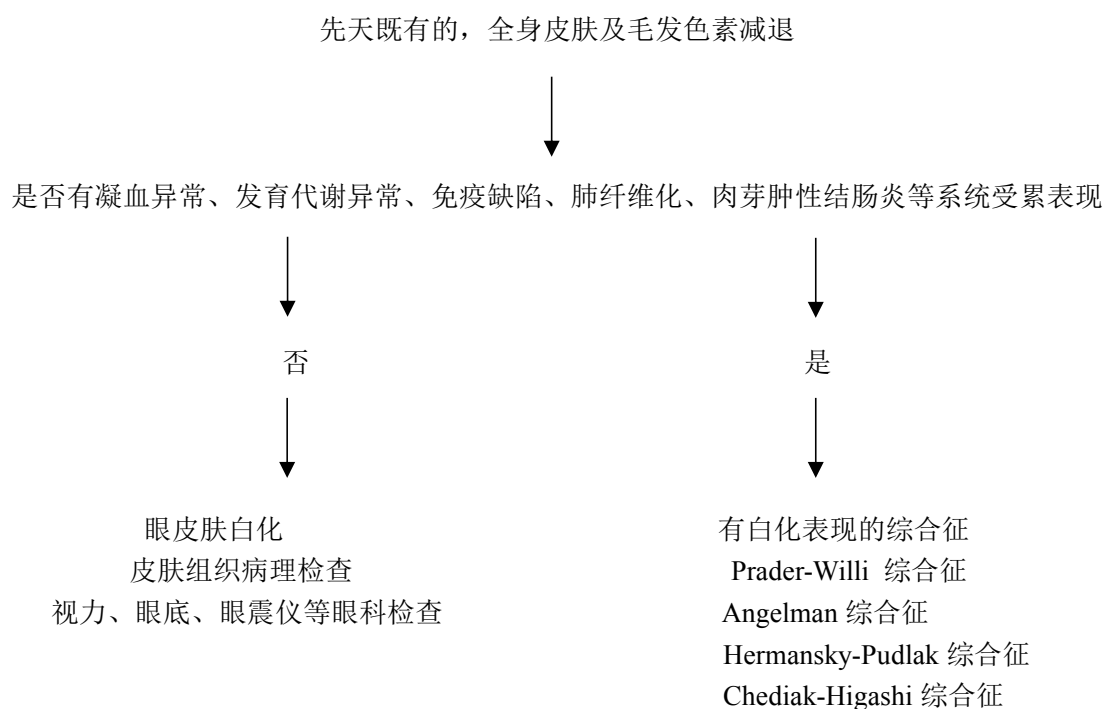 先天既有的，全身皮肤及毛发色素减退
是否有凝血异常、发育代谢异常、免疫缺陷、肺纤维化、肉芽肿性结肠炎等系统受累表现
否
是
眼皮肤白化
皮肤组织病理检查
视力、眼底、眼震仪等眼科检查
有白化表现的综合征
Prader-Willi 综合征
Angelman 综合征
Hermansky-Pudlak 综合征
Chediak-Higashi 综合征